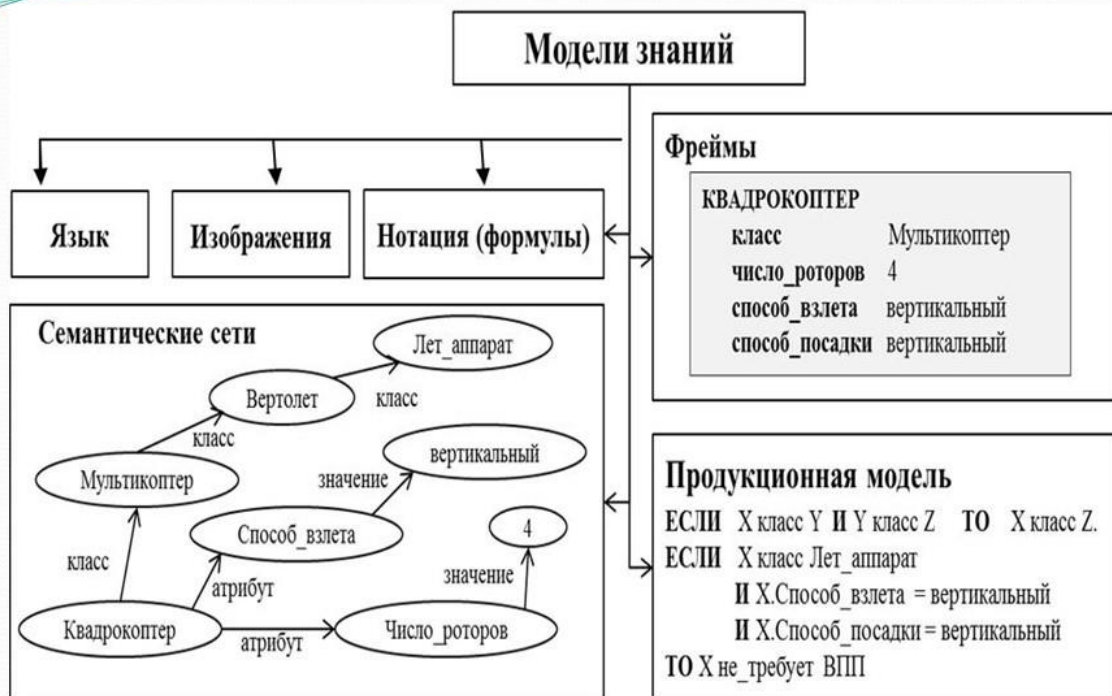 Модели знаний
Язык
Изображения
Нотация (формулы)
Фреймы
КВАДРОКОПТЕР
класс Мультикоптер
число_роторов 4
способ_взлета вертикальный
способ_посадки вертикальный
Семантические сети
Лет_аппарат
Вертолет
класс
класс
вертикальный
Мультикоптер
значение
Способ_взлета
4
класс
атрибут
значение
Квадрокоптер
атрибут
Число_роторов
Продукционная модель
ЕСЛИ X класс Y И Y класс Z ТО X класс Z.
ЕСЛИ X класс Лет_аппарат
И X.Способ_взлета = вертикальный
И X.Способ_посадки = вертикальный
ТО X не_требует ВПП